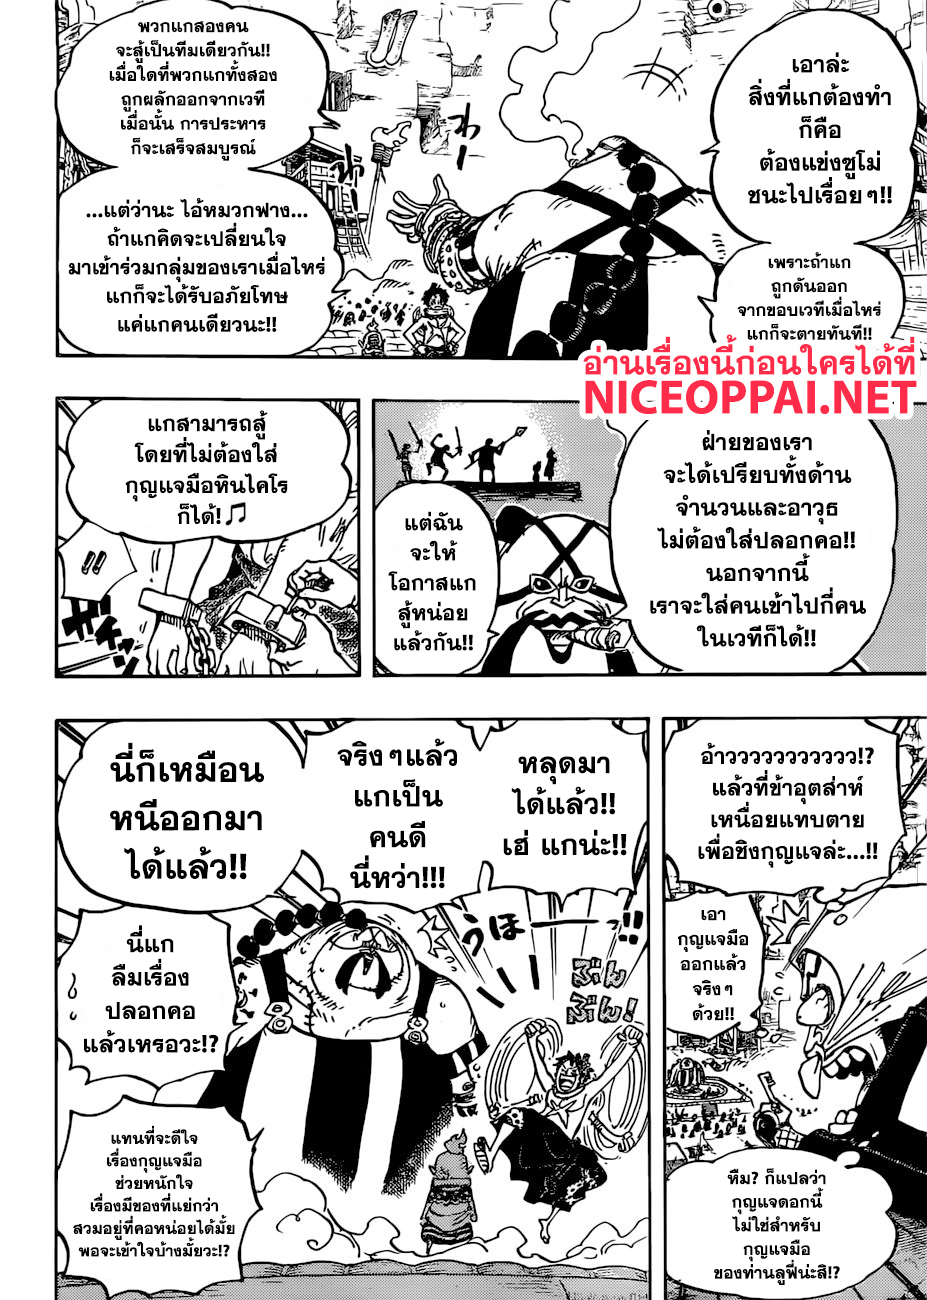 เอาล่ะ
สิ่งที่แกต้องทำ
ก็คือ
ต้องแข่งซูโม่
ชนะไปเรื่อยๆ!!
เพราะถ้าแก
ถูกดันออก
จากขอบเวทีเมื่อไหร่
แกก็จะตายทันที!!
พวกแกสองคน
จะสู้เป็นทีมเดียวกัน!!
เมื่อใดที่พวกแกทั้งสอง
ถูกผลักออกจากเวที
เมื่อนั้น การประหาร
ก็จะเสร็จสมบูรณ์
...แต่ว่านะ ไอ้หมวกฟาง...
ถ้าแกคิดจะเปลี่ยนใจ
มาเข้าร่วมกลุ่มของเราเมื่อไหร่
แกก็จะได้รับอภัยโทษ
แค่แกคนเดียวนะ!!
อ่านเรื่องนี้ก่อนใครได้ที่
NICEOPPAI.NET
ฝ่ายของเรา
จะได้เปรียบทั้งด้าน
จำนวนและอาวุธ
ไม่ต้องใส่ปลอกคอ!!
นอกจากนี้
เราจะใส่คนเข้าไปกี่คน
ในเวทีก็ได้!!
แต่ฉัน
จะให้
โอกาสแก
สู้หน่อย
แล้วกัน!!
แกสามารถสู้
โดยที่ไม่ต้องใส่
กุญแจมือหินไคโร
ก็ได้!♫
!!
อ้าวววววววววววว!?
แล้วที่ข้าอุตส่าห์
เหนื่อยแทบตาย
เพื่อชิงกุญแจล่ะ...!!
เอา
กุญแจมือ
ออกแล้ว
จริงๆ
ด้วย!!
หืม? ก็แปลว่า
กุญแจดอกนี้
ไม่ใช่สำหรับ
กุญแจมือ
ของท่านลูฟี่น่ะสิ!?
หลุดมา
ได้แล้ว!!
เฮ่ แกน่ะ!!
จริงๆแล้ว
แกเป็น
คนดี
นี่หว่า!!!
นี่ก็เหมือน
หนีออกมา
ได้แล้ว!!
うほーーっ!!
ぶん
ぶん!
นี่แก
ลืมเรื่อง
ปลอกคอ
แล้วเหรอวะ!?
แทนที่จะดีใจ
เรื่องกุญแจมือ
ช่วยหนักใจ
เรื่องมีของที่แย่กว่า
สวมอยู่ที่คอหน่อยได้มั้ย
พอจะเข้าใจบ้างมั้ยวะ!?